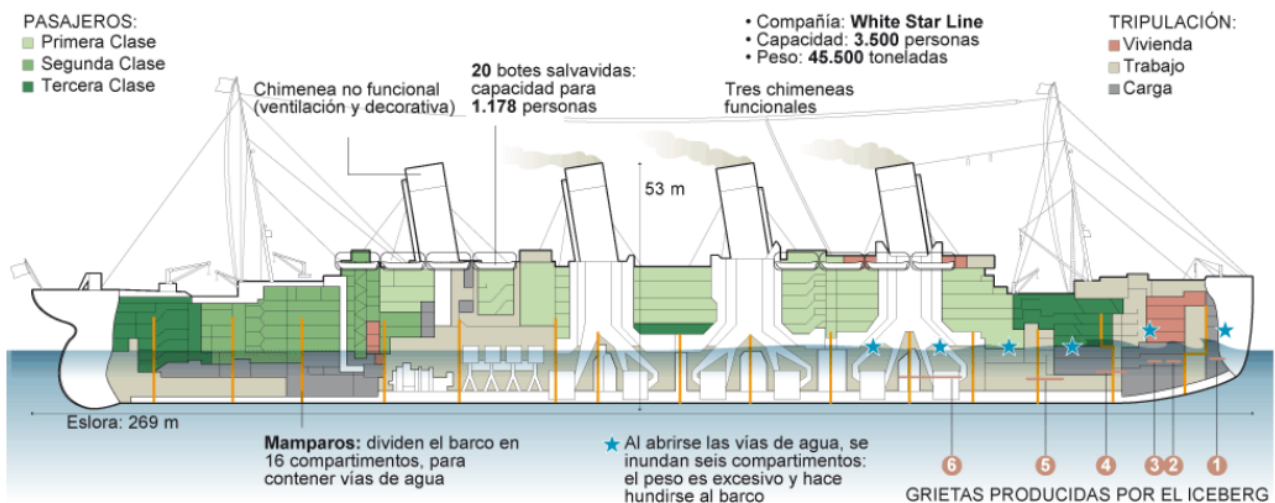 PASAJEROS:
Primera Clase
Segunda Clase
Tercera Clase
Chimenea no funcional
(ventilación y decorativa)
20 botes salvavidas:
capacidad para
1.178 personas
• Compañía: White Star Line
• Capacidad: 3.500 personas
• Peso: 45.500 toneladas
Tres chimeneas
funcionales
TRIPULACIÓN:
Vivienda
Trabajo
Carga
53 m
Eslora: 269 m
Mamparos: dividen el barco en
16 compartimentos, para
contener vías de agua
Al abrirse las vías de agua, se
inundan seis compartimentos:
el peso es excesivo y hace
hundirse al barco
6 5 4 3 2 1
GRIETAS PRODUCIDAS POR EL ICEBERG